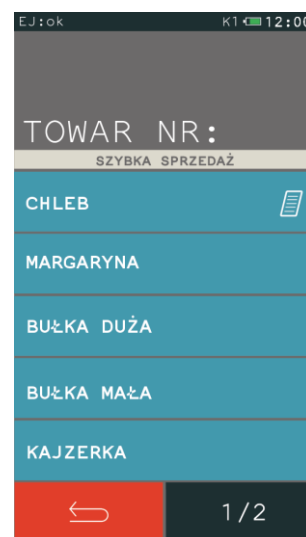 EJ:ok K1 12:00
TOWAR NR:
SZYBKA SPRZEDAŻ
CHLEB
MARGARYNA
BUŁKA DUŻA
BUŁKA MAŁA
KAJZERKA
1/2